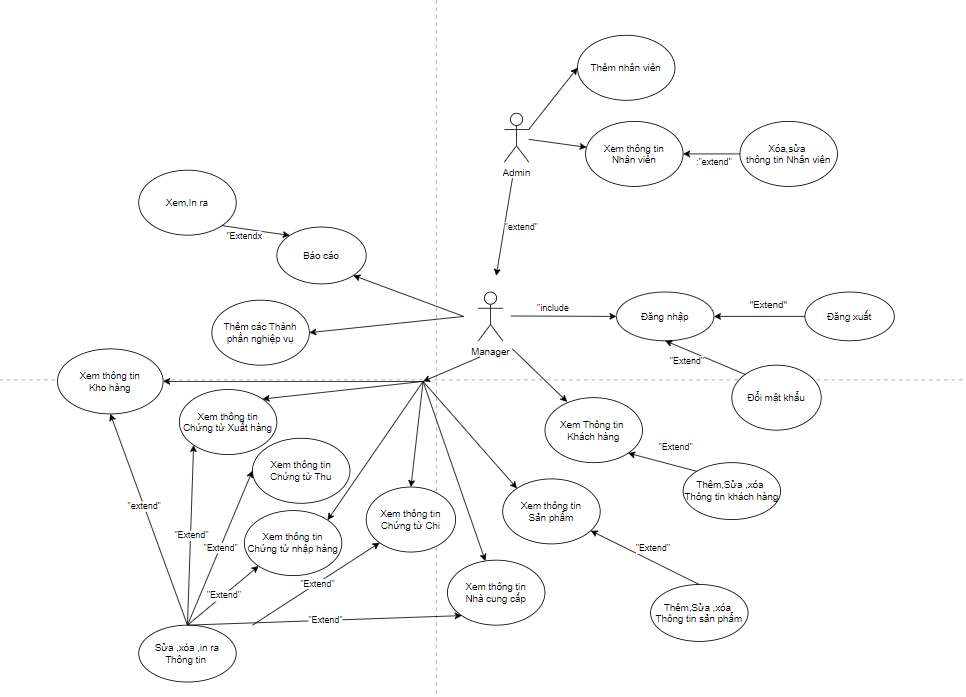 Thêm nhân viên
Xem thông tin
Nhân viên
:"extend"
Xóa,sửa
thông tin Nhân viên
Admin
"extend"
Xem,In ra
"Extendx
Báo cáo
Thêm các Thành
phần nghiệp vụ
Manager
"include
Đăng nhập
"Extend"
Đăng xuất
"Extend"
Đổi mật khẩu
Xem thông tin
Kho hàng
Xem thông tin
Chứng từ Xuất hàng
Xem thông tin
Chứng từ Thu
Xem thông tin
Chứng từ nhập hàng
Xem thông tin
Chứng từ Chi
Xem thông tin
Nhà cung cấp
Xem thông tin
Sản phẩm
Xem Thông tin
Khách hàng
"Extend"
Thêm,Sửa ,xóa
Thông tin khách hàng
"Extend"
Thêm,Sửa ,xóa
Thông tin sản phẩm
"extend"
"Extend"
"Extend"
"Extend"
"Extend"
"Extend"
Sửa ,xóa ,in ra
Thông tin